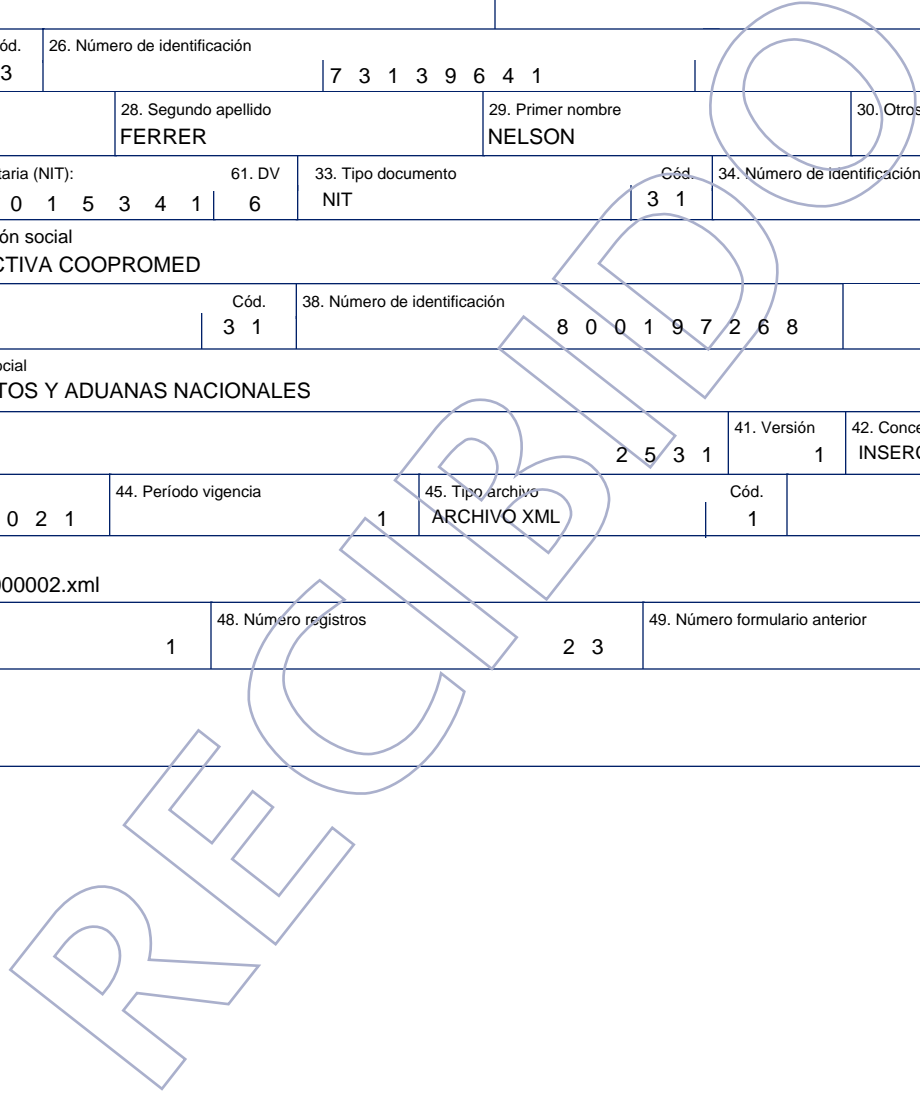 ód. 26. Número de identificación
3 7 3 1 3 9 6 4 1
28. Segundo apellido 29. Primer nombre 30. Otros
FERRER NELSON
taria (NIT): 61. DV 33. Tipo documento Cód. 34. Número de identificación
0 1 5 3 4 1 6 NIT 3 1
ón social
CTIVA COOPROMED
Cód. 38. Número de identificación
3 1 8 0 0 1 9 7 2 6 8
ocial
TOS Y ADUANAS NACIONALES
41. Versión 42. Conce
2 5 3 1 1 INSERC
44. Período vigencia 45. Tipo archivo Cód.
0 2 1 1 ARCHIVO XML 1
000002.xml
48. Número registros 49. Número formulario anterior
1 2 3
RECIBIDO